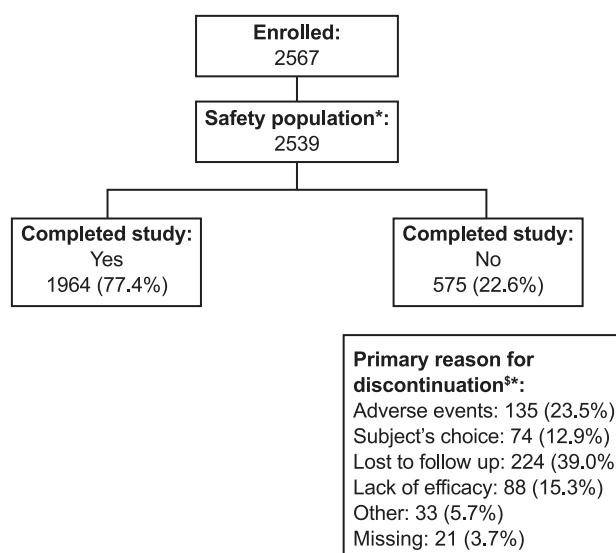 Enrolled:
2567
Safety population*:
2539
Completed study:
Yes
1964 (77.4%)
Completed study:
No
575 (22.6%)
Primary reason for
discontinuation$*:
Adverse events: 135 (23.5%)
Subject's choice: 74 (12.9%)
Lost to follow up: 224 (39.0%
Lack of efficacy: 88 (15.3%)
Other: 33 (5.7%)
Missing: 21 (3.7%)